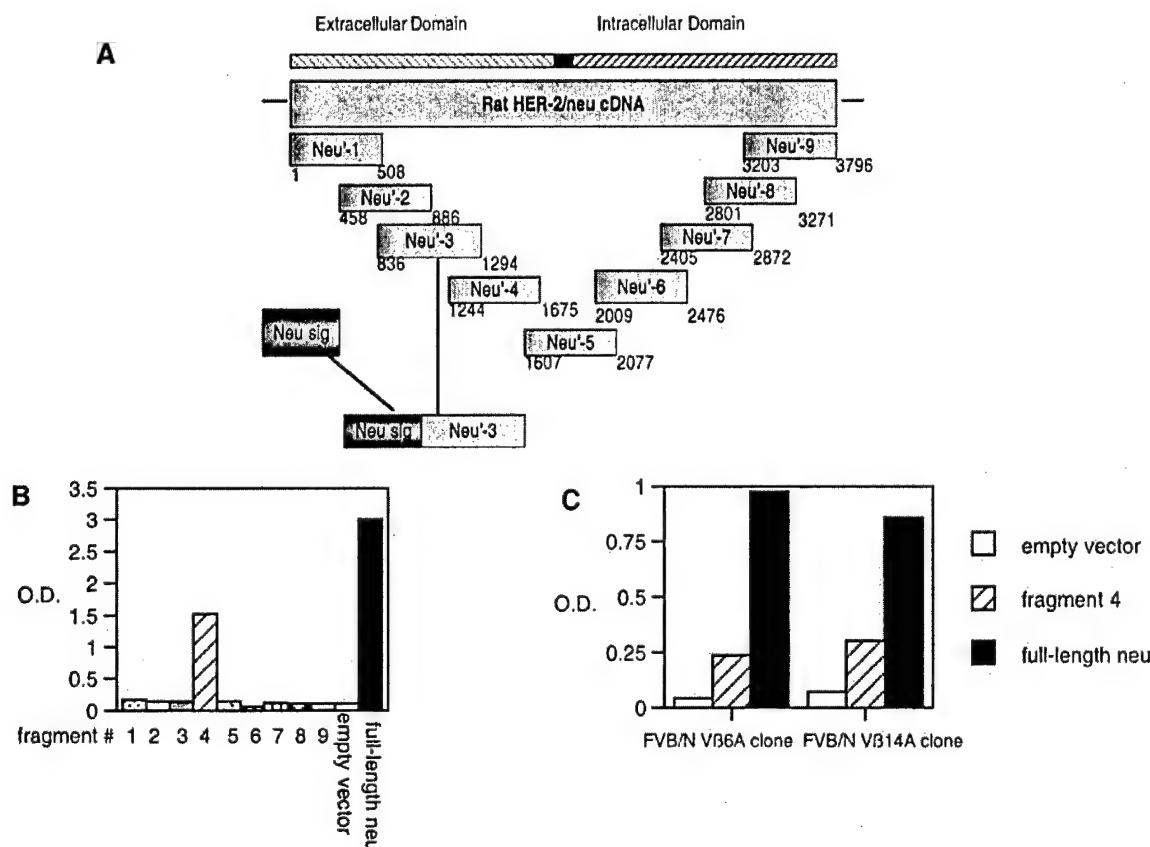 Extracellular Domain Intracellular Domain
A
Rat HER-2/neu cDNA
Neu'-1 Neu'-9
1 508 3203 3796
Neu'-2 Neu'-8
458 886 2801 3271
Neu'-3 Neu'-7
836 1294 2405 2872
Neu'-4 Neu'-6
1244 1675 2009 2476
Neu sig Neu'-5
1607 2077
Neu sig Neu'-3
B
3.5
3
2.5
2
1.5
1
0.5
0
O.D.
fragment # 1 2 3 4 5 6 7 8 9 empty vector full-length neu
C
1
0.75
0.5
0.25
0
O.D.
FVB/N Vß6A clone FVB/N Vß14A clone
empty vector
fragment 4
full-length neu